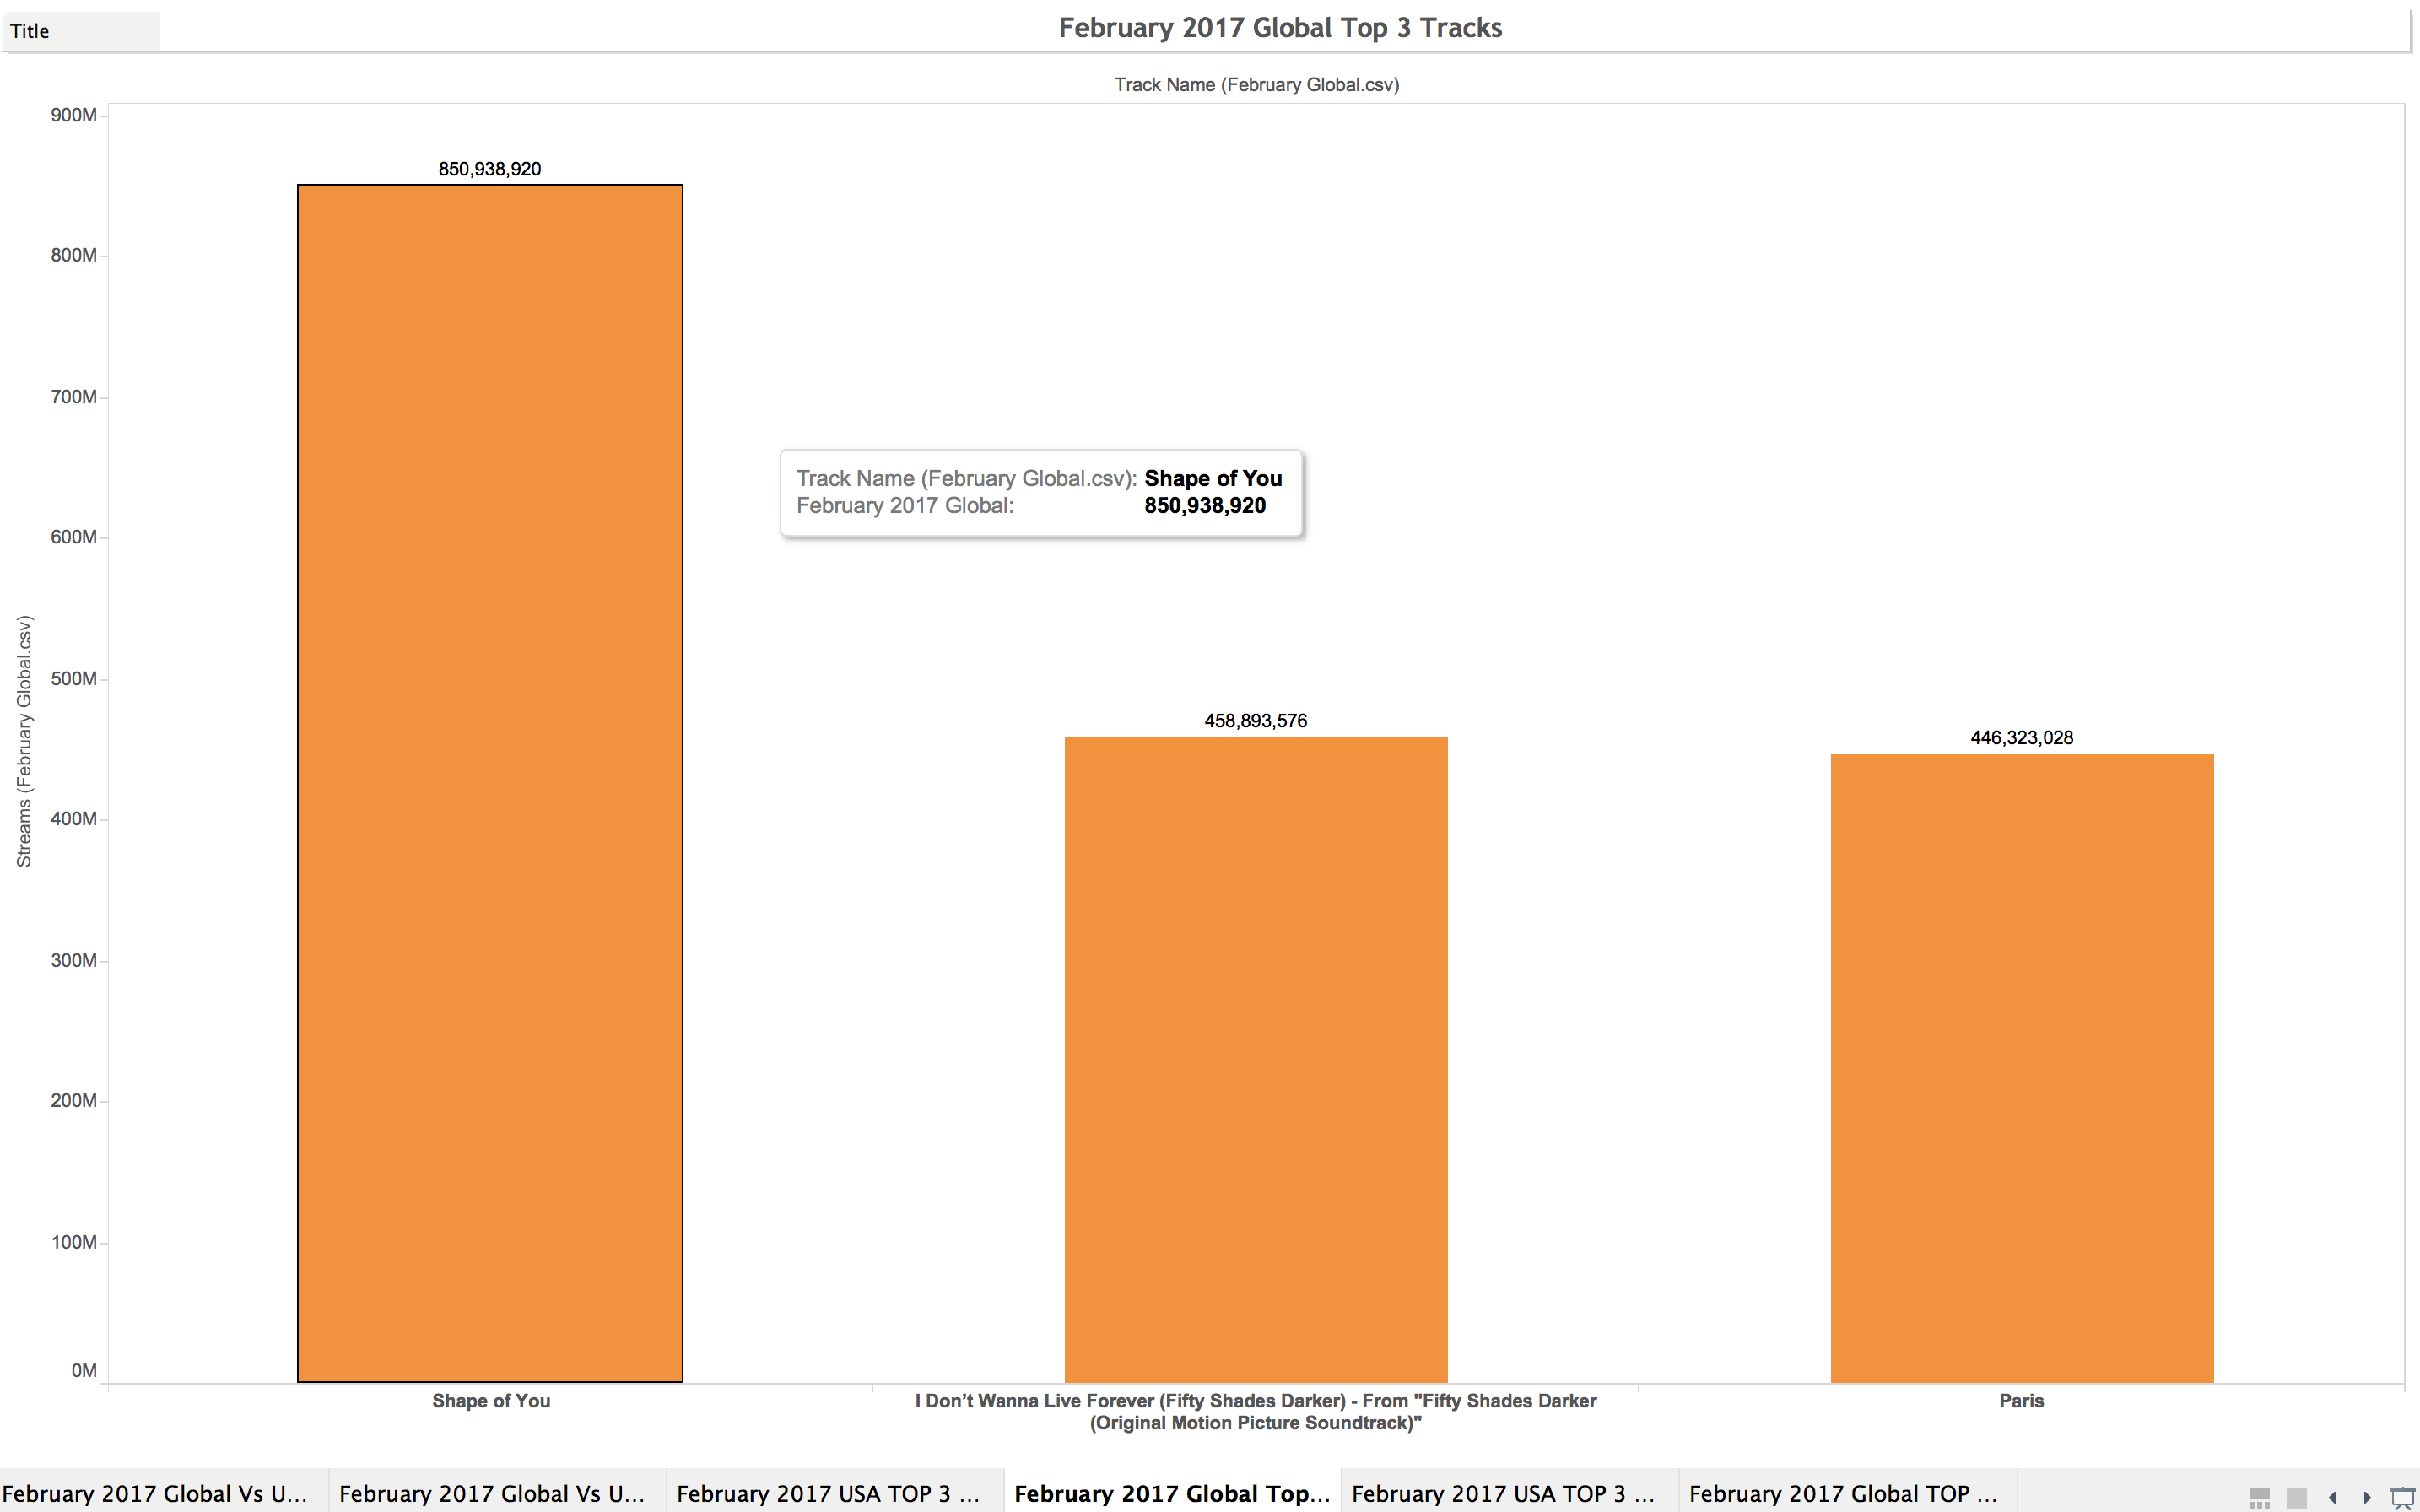 Title
February 2017 Global Top 3 Tracks
Track Name (February Global.csv)
900M
800M
700M
600M
500M
400M
300M
200M
100M
0M
Streams (February Global.csv)
850,938,920
458,893,576
446,323,028
Track Name (February Global.csv): Shape of You
February 2017 Global: 850,938,920
Shape of You
I Don’t Wanna Live Forever (Fifty Shades Darker) - From "Fifty Shades Darker
(Original Motion Picture Soundtrack)"
Paris
February 2017 Global Vs U...
February 2017 Global Vs U...
February 2017 USA TOP 3 ...
February 2017 Global Top...
February 2017 USA TOP 3 ...
February 2017 Global TOP ...